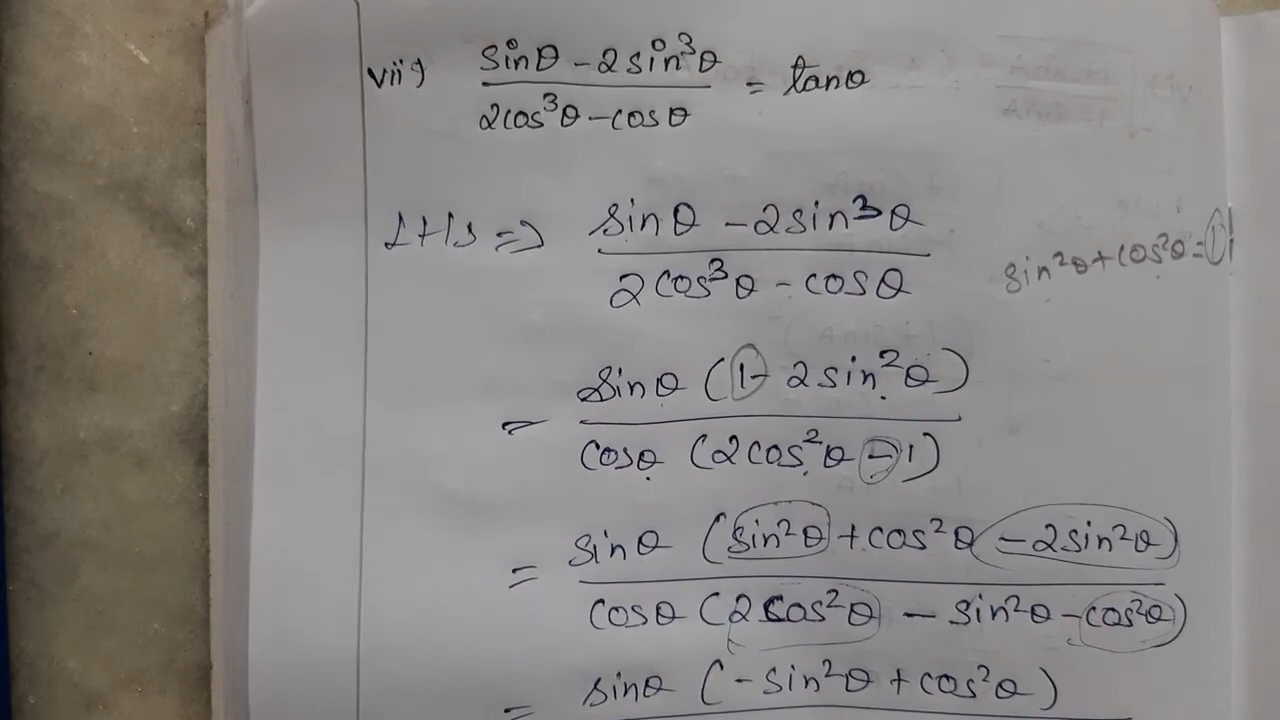 vii) sinθ - 2sin³θ / 2cos³θ - cosθ = tanθ
LHS ⇒ sinθ - 2sin³θ / 2cos³θ - cosθ
sin²θ + cos²θ = 1
= sinθ (1 - 2sin²θ) / cosθ (2cos²θ - 1)
= sinθ (sin²θ + cos²θ - 2sin²θ) / cosθ (2cos²θ - sin²θ - cos²θ)
= sinθ (-sin²θ + cos²θ)